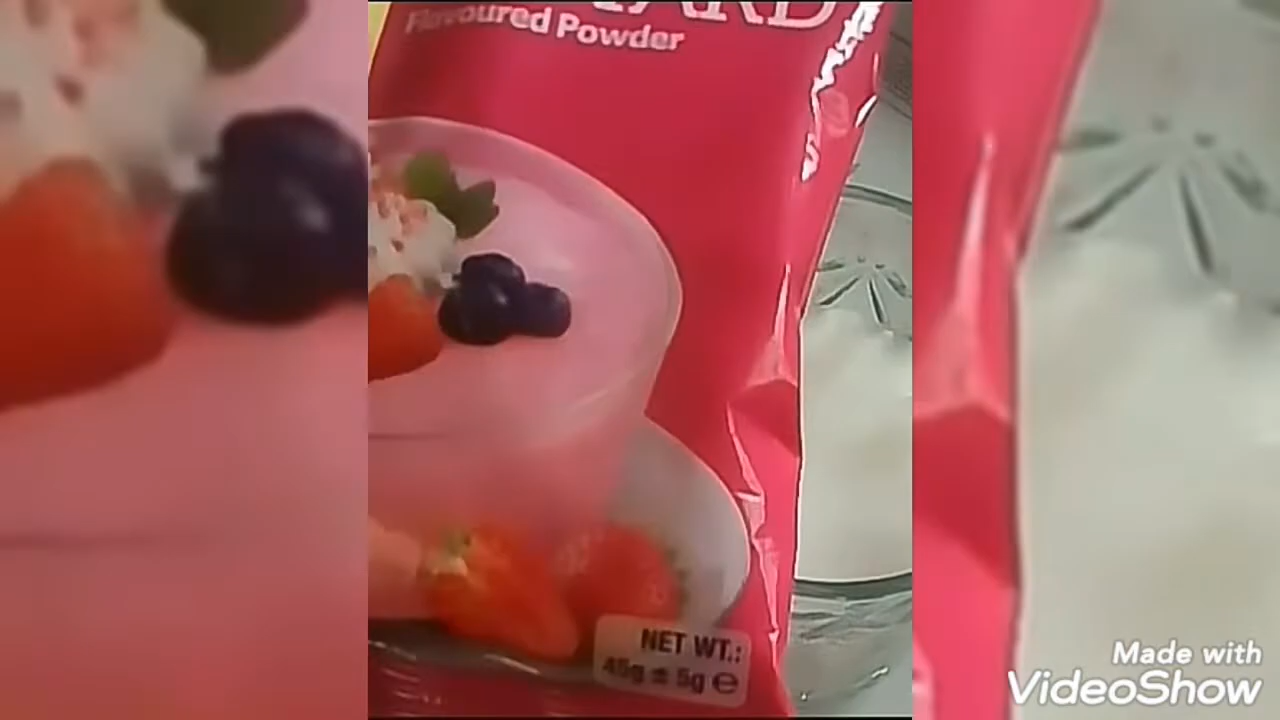 Flavoured Powder
NET WT.:
45g ± 5g ℮
Made with
VideoShow